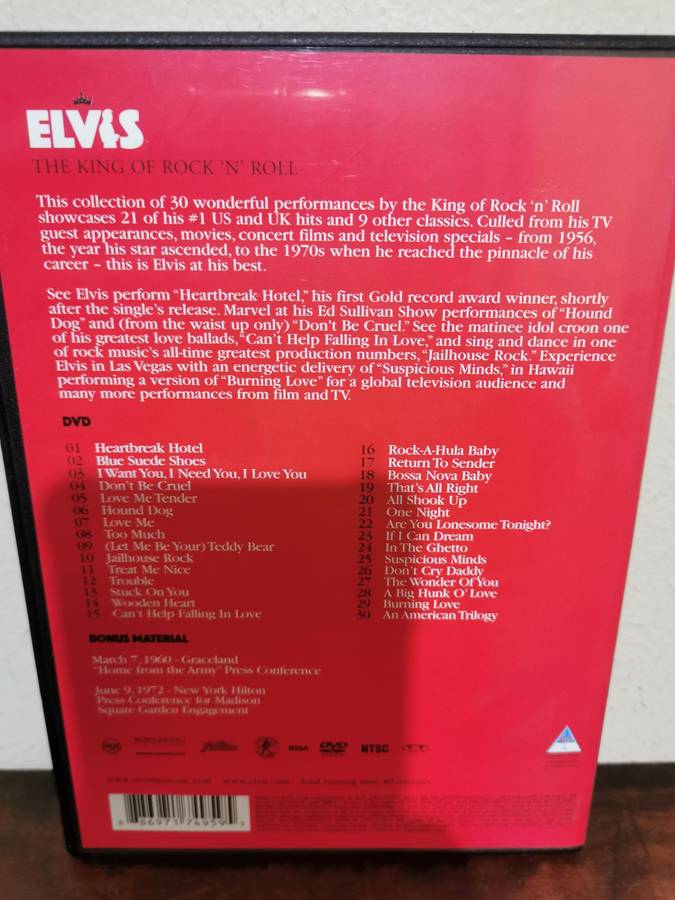 ELVIS
THE KING OF ROCK 'N' ROLL
This collection of 30 wonderful performances by the King of Rock 'n' Roll
showcases 21 of his #1 US and UK hits and 9 other classics. Culled from his TV
guest appearances, movies, concert films and television specials – from 1956,
the year his star ascended, to the 1970s when he reached the pinnacle of his
career – this is Elvis at his best.
See Elvis perform "Heartbreak Hotel," his first Gold record award winner, shortly
after the single's release. Marvel at his Ed Sullivan Show performances of "Hound
Dog" and (from the waist up only) "Don't Be Cruel." See the matinee idol croon one
of his greatest love ballads, "Can't Help Falling In Love," and sing and dance in one
of rock music's all-time greatest production numbers, "Jailhouse Rock." Experience
Elvis in Las Vegas with an energetic delivery of "Suspicious Minds," in Hawaii
performing a version of "Burning Love" for a global television audience and
many more performances from film and TV.
DVD
01 Heartbreak Hotel
02 Blue Suede Shoes
03 I Want You, I Need You, I Love You
04 Don't Be Cruel
05 Love Me Tender
06 Hound Dog
07 Love Me
08 Too Much
09 (Let Me Be Your) Teddy Bear
10 Jailhouse Rock
11 Treat Me Nice
12 Trouble
13 Stuck On You
14 Wooden Heart
15 Can't Help Falling In Love
16 Rock-A-Hula Baby
17 Return To Sender
18 Bossa Nova Baby
19 That's All Right
20 All Shook Up
21 One Night
22 Are You Lonesome Tonight?
23 If I Can Dream
24 In The Ghetto
25 Suspicious Minds
26 Don't Cry Daddy
27 The Wonder Of You
28 A Big Hunk O' Love
29 Burning Love
30 An American Trilogy
BONUS MATERIAL
March 7, 1960 - Graceland
"Home from the Army" Press Conference
June 9, 1972 - New York Hilton
Press Conference for Madison
Square Garden Engagement
DVD NTSC
www.elvis.com Total running time:
8 86971 74959 5